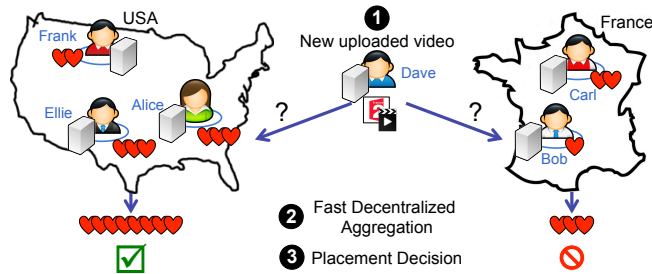 USA
Frank
Ellie
Alice
?
1
New uploaded video
Dave
?
France
Carl
Bob
2 Fast Decentralized
Aggregation
3 Placement Decision